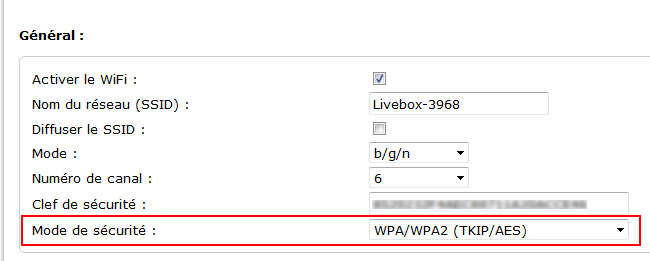 Général :
Activer le WiFi :
Nom du réseau (SSID) : Livebox-3968
Diffuser le SSID :
Mode : b/g/n
Numéro de canal : 6
Clef de sécurité :
Mode de sécurité : WPA/WPA2 (TKIP/AES)